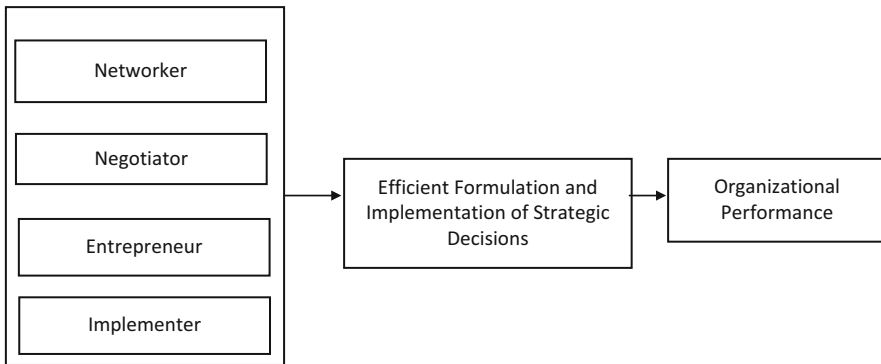 Networker
Negotiator
Entrepreneur
Implementer
Efficient Formulation and
Implementation of Strategic
Decisions
Organizational
Performance